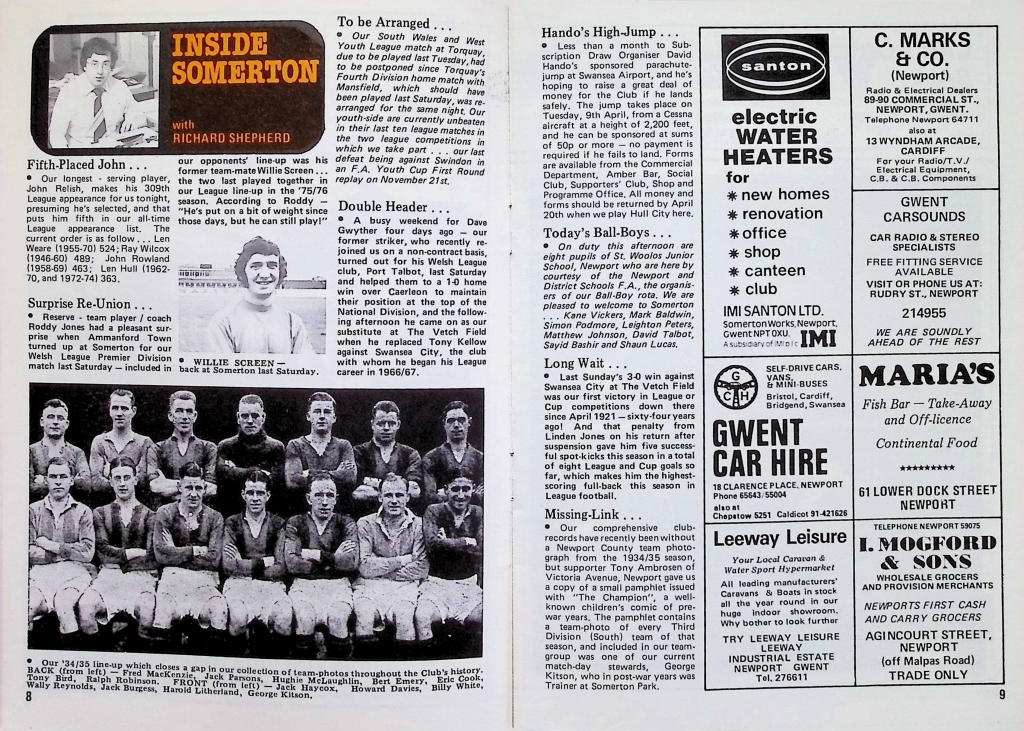 INSIDE
SOMERTON
with
RICHARD SHEPHERD
Fifth-Placed John . . .
• Our longest - serving player,
John Relish, makes his 309th
League appearance for us tonight,
presuming he's selected, and that
puts him fifth in our all-time
League appearance list. The
current order is as follow . . . Len
Weare (1955-70) 524; Ray Wilcox
(1946-60) 489; John Rowland
(1958-69) 463; Len Hull (1962-
70, and 1972-74) 363.
Surprise Re-Union . . .
• Reserve - team player / coach
Roddy Jones had a pleasant sur-
prise when Ammanford Town
turned up at Somerton for our
Welsh League Premier Division
match last Saturday — included in
our opponents' line-up was his
former team-mate Willie Screen . . .
the two last played together in
our League line-up in the '75/76
season. According to Roddy —
"He's put on a bit of weight since
those days, but he can still play!"
• WILLIE SCREEN —
back at Somerton last Saturday.
To be Arranged . . .
• Our South Wales and West
Youth League match at Torquay,
due to be played last Tuesday, had
to be postponed since Torquay's
Fourth Division home match with
Mansfield, which should have
been played last Saturday, was re-
arranged for the same night. Our
youth-side are currently unbeaten
in their last ten league matches in
the two league competitions in
which we take part . . . our last
defeat being against Swindon in
an F.A. Youth Cup First Round
replay on November 21st.
Double Header . . .
• A busy weekend for Dave
Gwyther four days ago — our
former striker, who recently re-
joined us on a non-contract basis,
turned out for his Welsh League
club, Port Talbot, last Saturday
and helped them to a 1-0 home
win over Caerleon to maintain
their position at the top of the
National Division, and the follow-
ing afternoon he came on as our
substitute at The Vetch Field
when he replaced Tony Kellow
against Swansea City, the club
with whom he began his League
career in 1966/67.
• Our '34/35 line-up which closes a gap in our collection of team-photos throughout the Club's history.
BACK (from left) — Fred MacKenzie, Jack Parsons, Hughie McLaughlin, Bert Emery, Eric Cook,
Tony Bird, Ralph Robinson. FRONT (from left) — Jack Haycox, Howard Davies, Billy White,
Wally Reynolds, Jack Burgess, Harold Litherland, George Kitson.
8
Hando's High-Jump . . .
• Less than a month to Sub-
scription Draw Organiser David
Hando's sponsored parachute-
jump at Swansea Airport, and he's
hoping to raise a great deal of
money for the Club if he lands
safely. The jump takes place on
Tuesday, 9th April, from a Cessna
aircraft at a height of 2,200 feet,
and he can be sponsored at sums
of 50p or more — no payment is
required if he fails to land. Forms
are available from the Commercial
Department, Amber Bar, Social
Club, Supporters' Club, Shop and
Programme Office. All money and
forms should be returned by April
20th when we play Hull City here.
Today's Ball-Boys . . .
• On duty this afternoon are
eight pupils of St. Woolos Junior
School, Newport who are here by
courtesy of the Newport and
District Schools F.A., the organis-
ers of our Ball-Boy rota. We are
pleased to welcome to Somerton
. . . Kane Vickers, Mark Baldwin,
Simon Podmore, Leighton Peters,
Matthew Johnson, David Talbot,
Sayid Bashir and Shaun Lucas.
Long Wait . . .
• Last Sunday's 3-0 win against
Swansea City at The Vetch Field
was our first victory in League or
Cup competitions down there
since April 1921 — sixty-four years
ago! And that penalty from
Linden Jones on his return after
suspension gave him five success-
ful spot-kicks this season in a total
of eight League and Cup goals so
far, which makes him the highest-
scoring full-back this season in
League football.
Missing-Link . . .
• Our comprehensive club-
records have recently been without
a Newport County team photo-
graph from the 1934/35 season,
but supporter Tony Ambrosen of
Victoria Avenue, Newport gave us
a copy of a small pamphlet issued
with "The Champion", a well-
known children's comic of pre-
war years. The pamphlet contains
a team-photo of every Third
Division (South) team of that
season, and included in our team-
group was one of our current
match-day stewards, George
Kitson, who in post-war years was
Trainer at Somerton Park.
santon
electric
WATER
HEATERS
for
* new homes
* renovation
* office
* shop
* canteen
* club
IMI SANTON LTD.
Somerton Works, Newport,
Gwent NPT 0XU.
A subsidiary of IMI plc
IMI
C. MARKS
& CO.
(Newport)
Radio & Electrical Dealers
89-90 COMMERCIAL ST.,
NEWPORT, GWENT.
Telephone Newport 64711
also at
13 WYNDHAM ARCADE,
CARDIFF
For your Radio/T.V./
Electrical Equipment,
C.B. & C.B. Components
GWENT
CARSOUNDS
CAR RADIO & STEREO
SPECIALISTS
FREE FITTING SERVICE
AVAILABLE
VISIT OR PHONE US AT:
RUDRY ST., NEWPORT
214955
WE ARE SOUNDLY
AHEAD OF THE REST
G
C H
SELF-DRIVE CARS,
VANS,
& MINI-BUSES
Bristol, Cardiff,
Bridgend, Swansea
GWENT
CAR HIRE
18 CLARENCE PLACE, NEWPORT
Phone 65643/55004
also at
Chepstow 5251 Caldicot 91-421626
MARIA'S
Fish Bar — Take-Away
and Off-licence
Continental Food
*********
61 LOWER DOCK STREET
NEWPORT
Leeway Leisure
Your Local Caravan &
Water Sport Hypermarket
All leading manufacturers'
Caravans & Boats in stock
all the year round in our
huge indoor showroom.
Why bother to look further
TRY LEEWAY LEISURE
LEEWAY
INDUSTRIAL ESTATE
NEWPORT GWENT
Tel. 276611
TELEPHONE NEWPORT 59075
I. MOGFORD
& SONS
WHOLESALE GROCERS
AND PROVISION MERCHANTS
NEWPORTS FIRST CASH
AND CARRY GROCERS
AGINCOURT STREET,
NEWPORT
(off Malpas Road)
TRADE ONLY
9